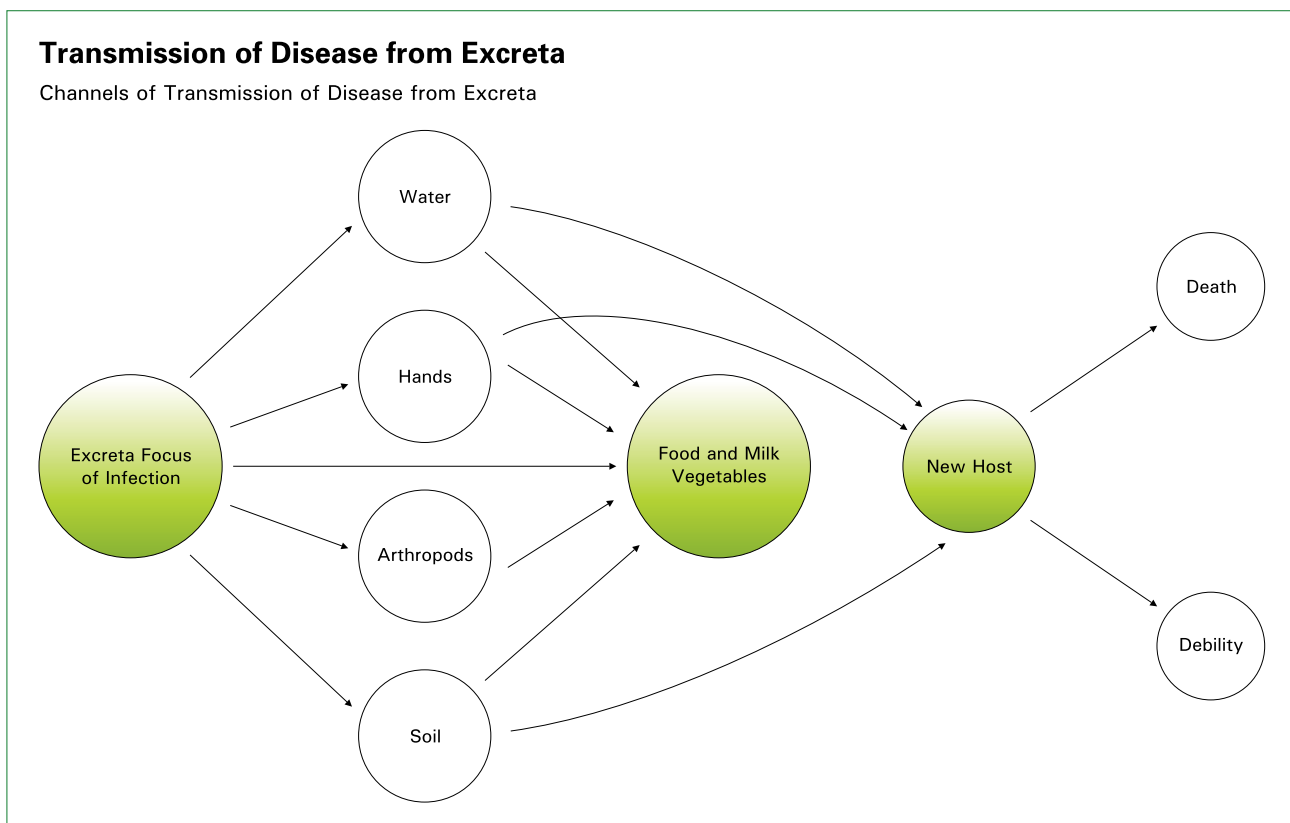 Transmission of Disease from Excreta
Channels of Transmission of Disease from Excreta
Water
Death
Hands
Excreta Focus
of Infection
Food and Milk
Vegetables
New Host
Arthropods
Debility
Soil